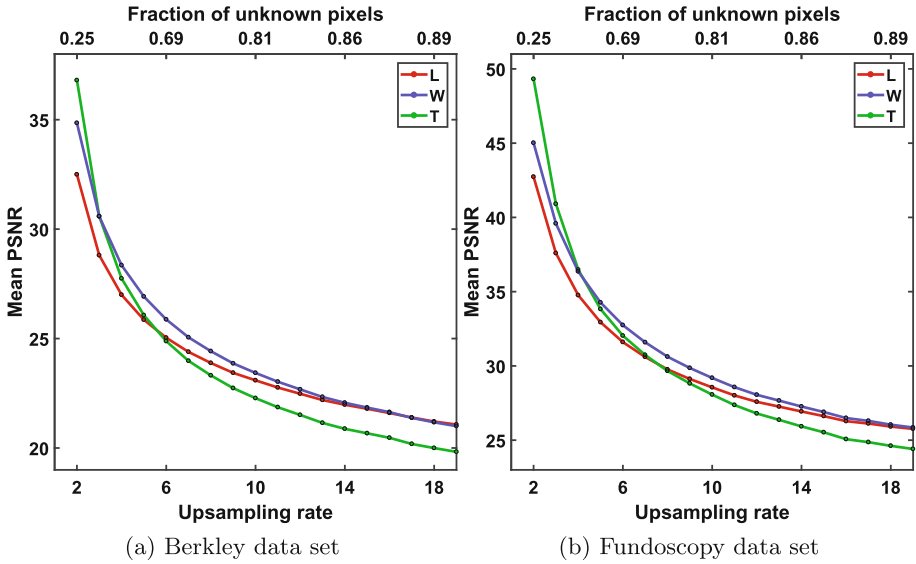 Fraction of unknown pixels
0.25 0.69 0.81 0.86 0.89
L
W
T
35
30
25
20
Mean PSNR
2 6 10 14 18
Upsampling rate
(a) Berkley data set
Fraction of unknown pixels
0.25 0.69 0.81 0.86 0.89
L
W
T
50
45
40
35
30
25
Mean PSNR
2 6 10 14 18
Upsampling rate
(b) Fundoscopy data set